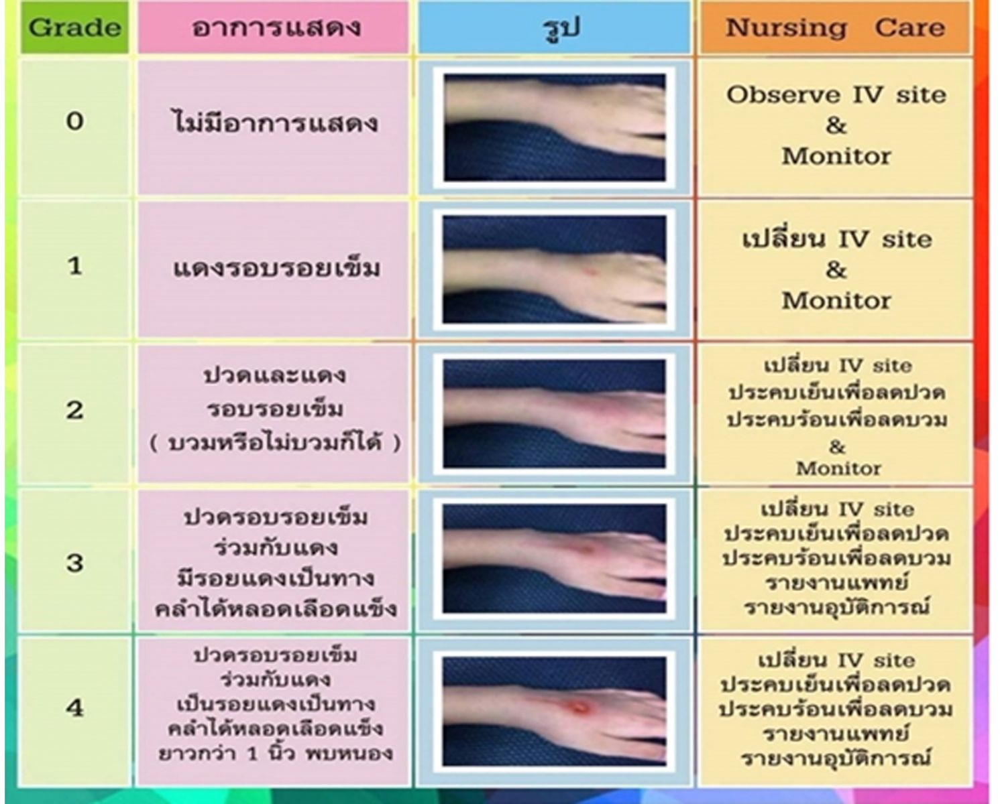 Grade อาการแสดง รูป Nursing Care
0
ไม่มีอาการแสดง
Observe IV site
&
Monitor
1
แดงรอบรอยเข็ม
เปลี่ยน IV site
&
Monitor
2
ปวดและแดง
รอบรอยเข็ม
( บวมหรือไม่บวมก็ได้ )
เปลี่ยน IV site
ประคบเย็นเพื่อลดปวด
ประคบร้อนเพื่อลดบวม
&
Monitor
3
ปวดรอบรอยเข็ม
ร่วมกับแดง
มีรอยแดงเป็นทาง
คลำได้หลอดเลือดแข็ง
เปลี่ยน IV site
ประคบเย็นเพื่อลดปวด
ประคบร้อนเพื่อลดบวม
รายงานแพทย์
รายงานอุบัติการณ์
4
ปวดรอบรอยเข็ม
ร่วมกับแดง
เป็นรอยแดงเป็นทาง
คลำได้หลอดเลือดแข็ง
ยาวกว่า 1 นิ้ว พบหนอง
เปลี่ยน IV site
ประคบเย็นเพื่อลดปวด
ประคบร้อนเพื่อลดบวม
รายงานแพทย์
รายงานอุบัติการณ์